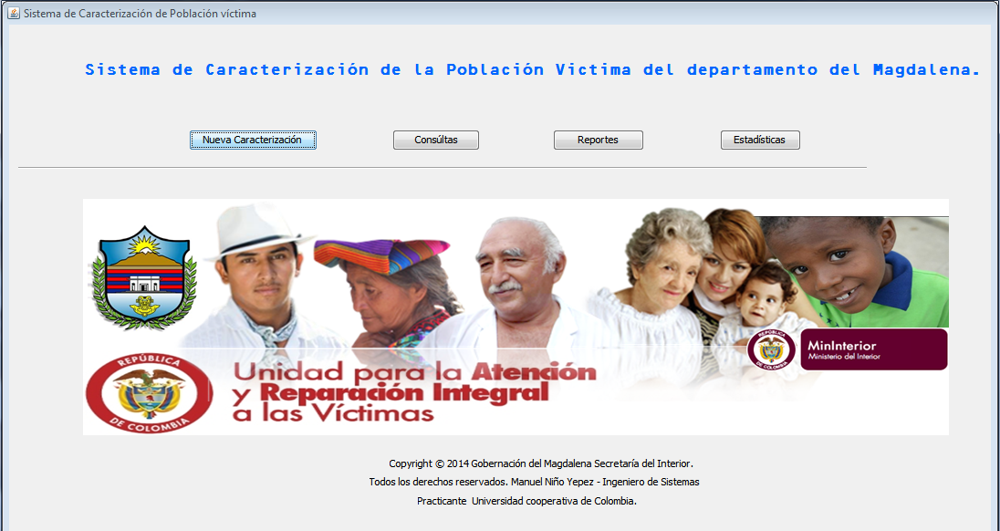 Sistema de Caracterización de Población víctima
Sistema de Caracterización de la Población Victima del departamento del Magdalena.
Nueva Caracterización
Consúltas
Reportes
Estadísticas
REPÚBLICA
DE COLOMBIA
MinInterior
Ministerio del Interior
REPÚBLICA
DE COLOMBIA
Unidad para la Atención
y Reparación Integral
a las Víctimas
Copyright © 2014 Gobernación del Magdalena Secretaría del Interior.
Todos los derechos reservados. Manuel Niño Yepez - Ingeniero de Sistemas
Practicante Universidad cooperativa de Colombia.